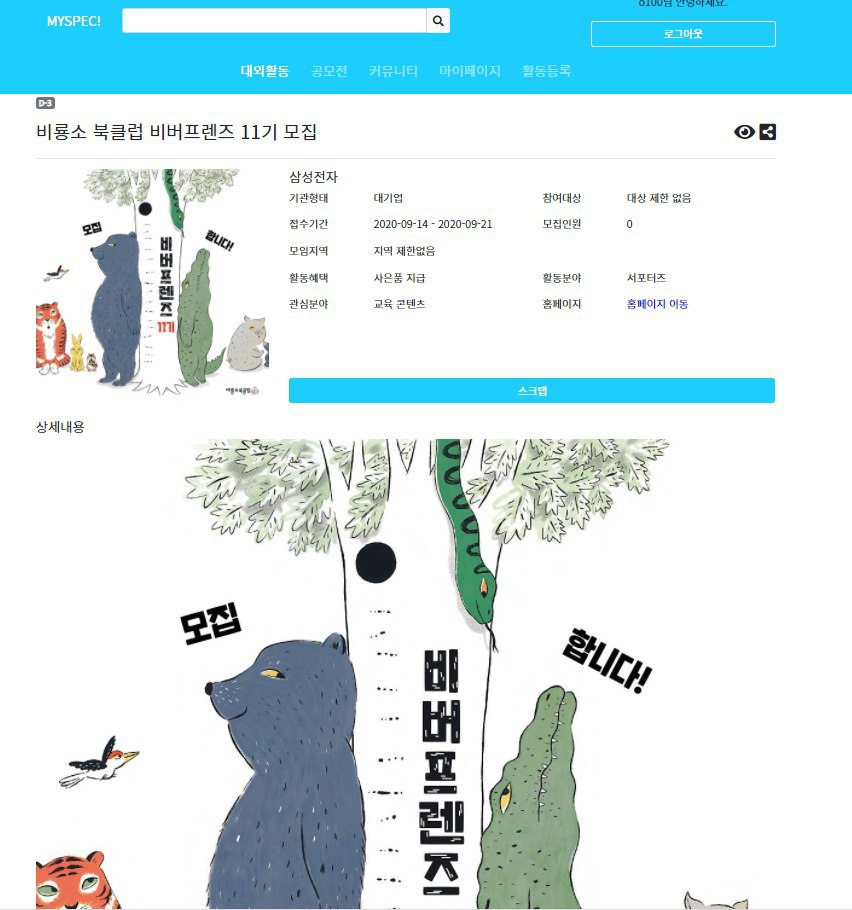 o100님 안녕하세요.
MYSPEC!
로그아웃
대외활동 공모전 커뮤니티 마이페이지 활동등록
D-3
비룡소 북클럽 비버프렌즈 11기 모집
삼성전자
기관형태 대기업 참여대상 대상 제한 없음
접수기간 2020-09-14 - 2020-09-21 모집인원 0
모임지역 지역 제한없음
활동혜택 사은품 지급 활동분야 서포터즈
관심분야 교육 콘텐츠 홈페이지 홈페이지 이동
모집
합니다!
비버프렌즈
11기
비룡소북클럽
스크랩
상세내용
모집
합니다!
비버프렌즈